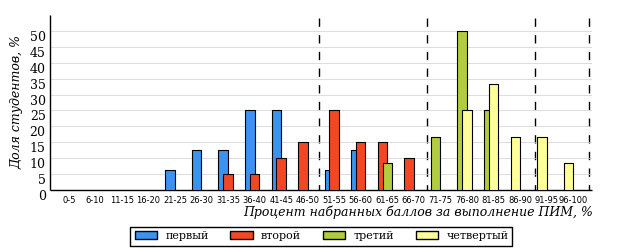 Доля студентов, %
50
45
40
35
30
25
20
15
10
5
0
0-5 6-10 11-15 16-20 21-25 26-30 31-35 36-40 41-45 46-50 51-55 56-60 61-65 66-70 71-75 76-80 81-85 86-90 91-95 96-100
Процент набранных баллов за выполнение ПИМ, %
первый второй третий четвертый